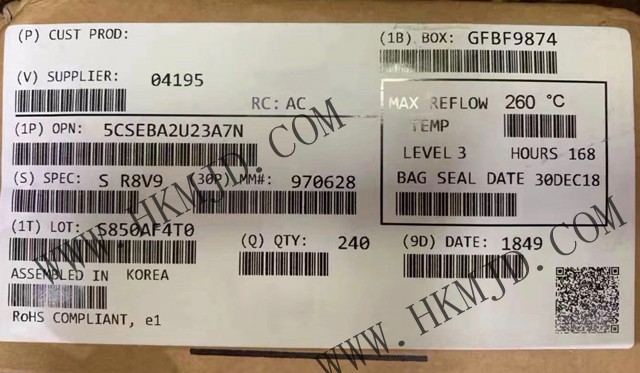 (P) CUST PROD:
(1B) BOX: GFBF9874
(V) SUPPLIER: 04195
RC: AC
MAX REFLOW 260 °C
TEMP
(1P) OPN: 5CSEBA2U23A7N
LEVEL 3 HOURS 168
(S) SPEC: S R8V9
(30P) MM#: 970628
BAG SEAL DATE 30DEC18
(1T) LOT: S850AF4T0
(Q) QTY: 240
(9D) DATE: 1849
ASSEMBLED IN KOREA
RoHS COMPLIANT, e1
WWW.HKMJD.COM
WWW.HKMJD.COM